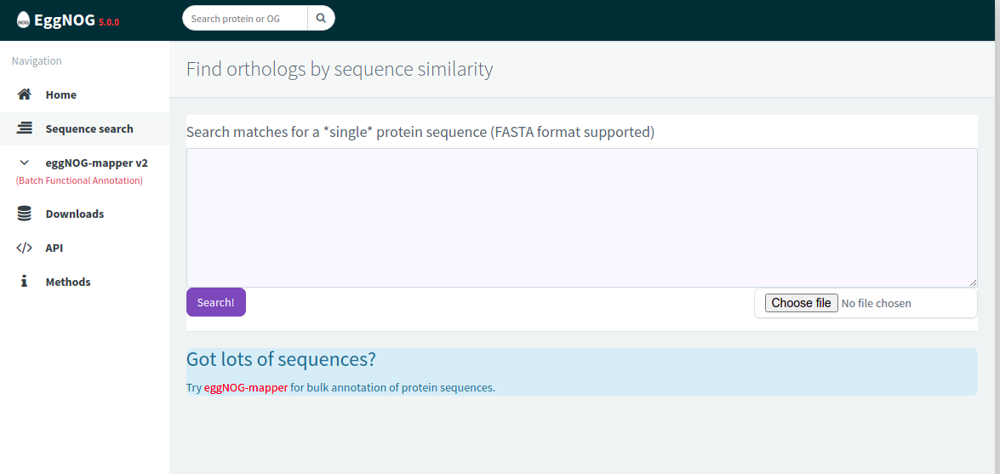 NOG EggNOG 5.0.0
Search protein or OG
Navigation
Home
Sequence search
eggNOG-mapper v2
(Batch Functional Annotation)
Downloads
API
Methods
Find orthologs by sequence similarity
Search matches for a *single* protein sequence (FASTA format supported)
Search!
Choose file No file chosen
Got lots of sequences?
Try eggNOG-mapper for bulk annotation of protein sequences.